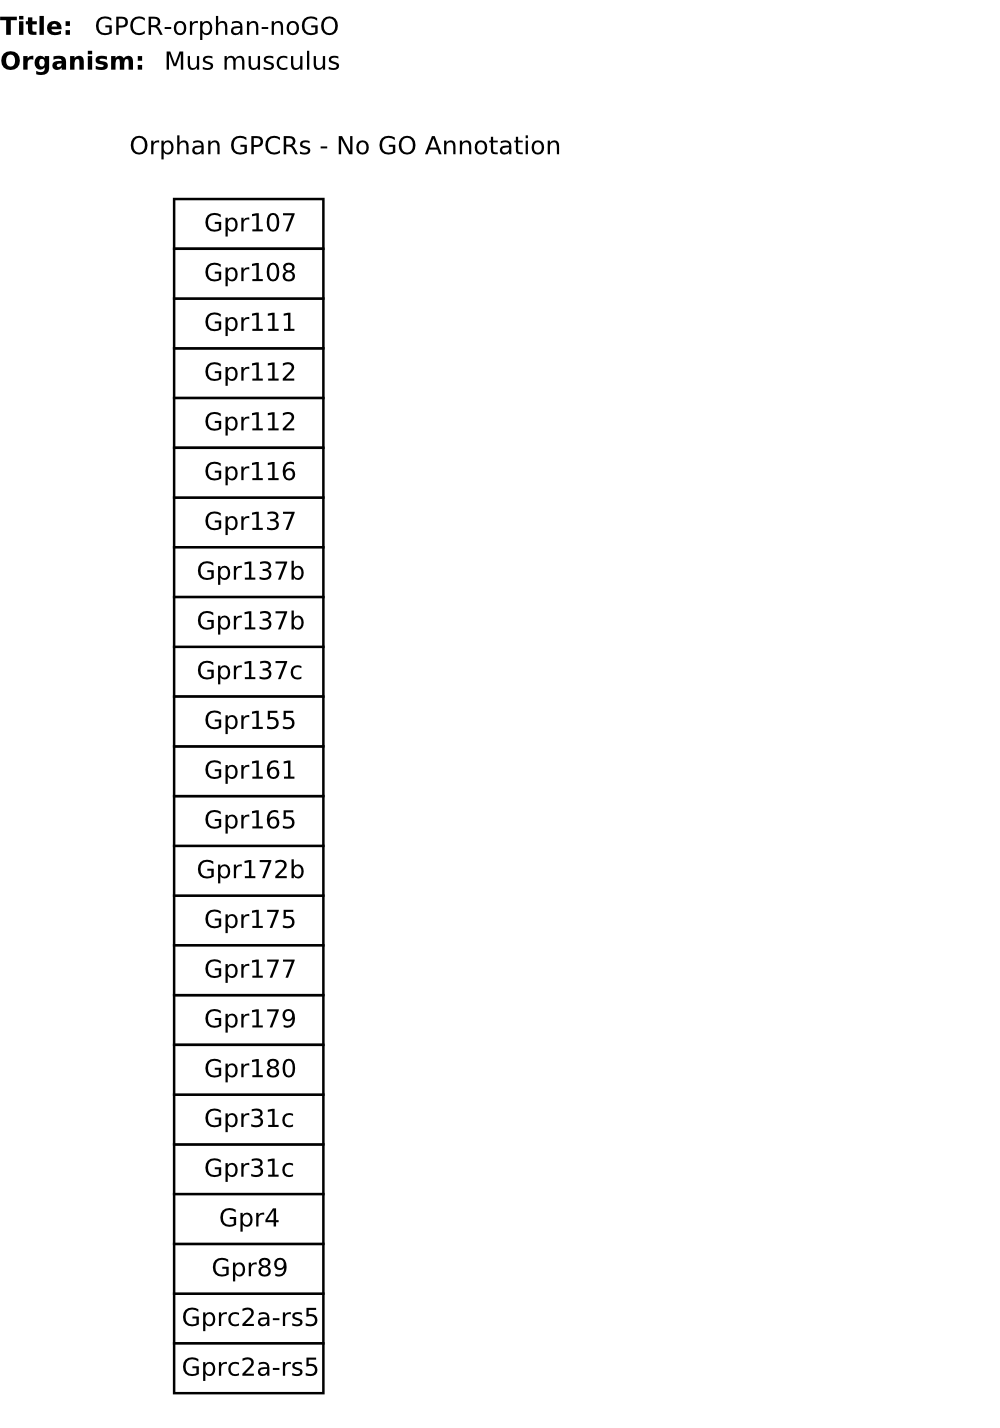 Title: GPCR-orphan-noGO
Organism: Mus musculus
Orphan GPCRs - No GO Annotation
Gpr107
Gpr108
Gpr111
Gpr112
Gpr112
Gpr116
Gpr137
Gpr137b
Gpr137b
Gpr137c
Gpr155
Gpr161
Gpr165
Gpr172b
Gpr175
Gpr177
Gpr179
Gpr180
Gpr31c
Gpr31c
Gpr4
Gpr89
Gprc2a-rs5
Gprc2a-rs5